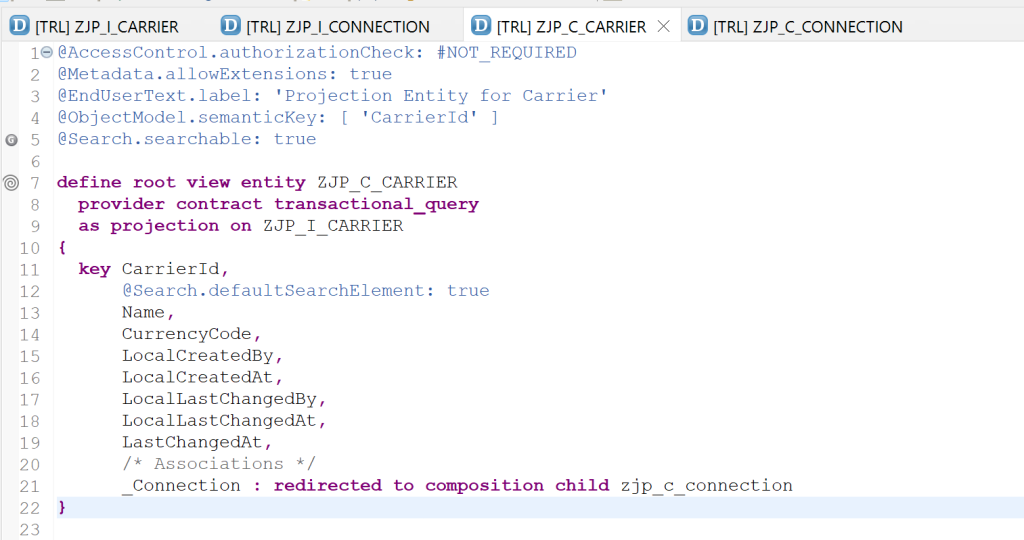 [TRL] ZJP_I_CARRIER [TRL] ZJP_I_CONNECTION [TRL] ZJP_C_CARRIER [TRL] ZJP_C_CONNECTION
1 @AccessControl.authorizationCheck: #NOT_REQUIRED
2 @Metadata.allowExtensions: true
3 @EndUserText.label: 'Projection Entity for Carrier'
4 @ObjectModel.semanticKey: [ 'CarrierId' ]
5 @Search.searchable: true
6
7 define root view entity ZJP_C_CARRIER
8 provider contract transactional_query
9 as projection on ZJP_I_CARRIER
10 {
11 key CarrierId,
12 @Search.defaultSearchElement: true
13 Name,
14 CurrencyCode,
15 LocalCreatedBy,
16 LocalCreatedAt,
17 LocalLastChangedBy,
18 LocalLastChangedAt,
19 LastChangedAt,
20 /* Associations */
21 _Connection : redirected to composition child zjp_c_connection
22 }
23